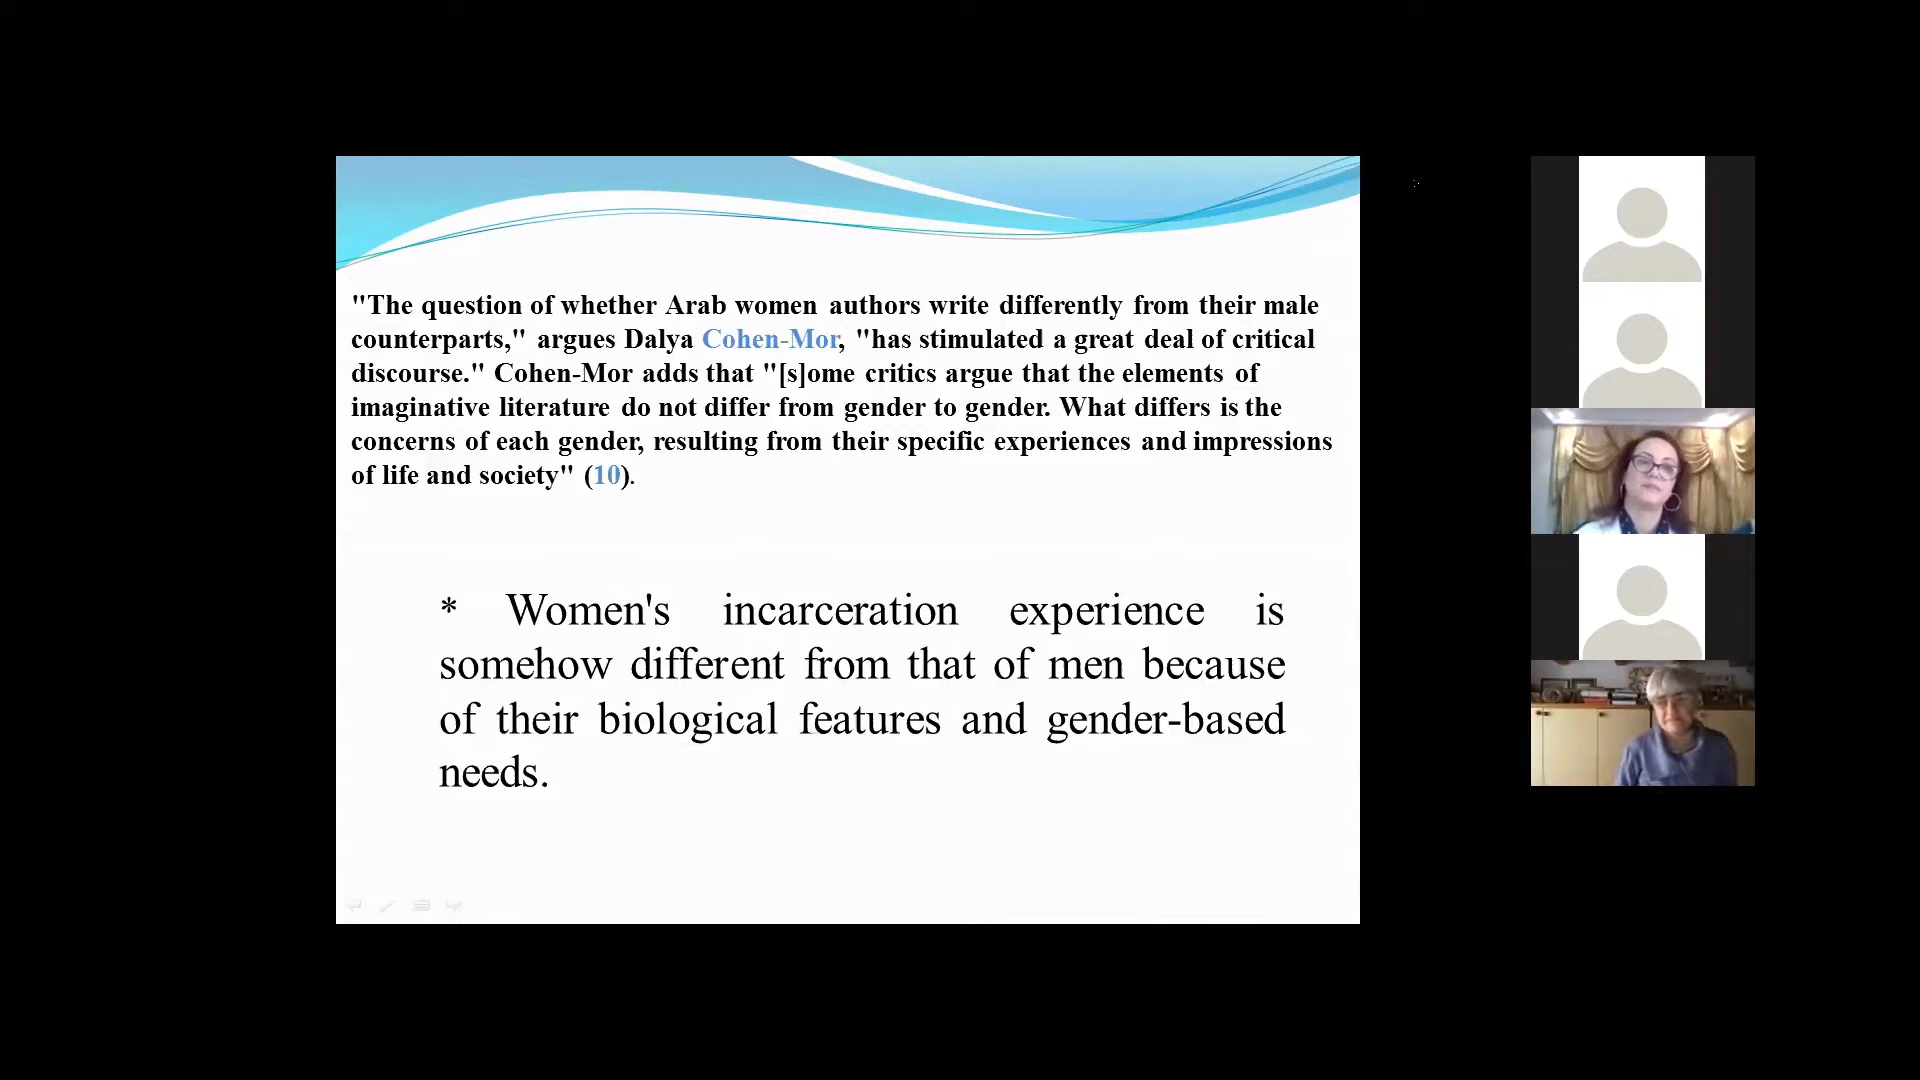 "The question of whether Arab women authors write differently from their male
counterparts," argues Dalya Cohen-Mor, "has stimulated a great deal of critical
discourse." Cohen-Mor adds that "[s]ome critics argue that the elements of
imaginative literature do not differ from gender to gender. What differs is the
concerns of each gender, resulting from their specific experiences and impressions
of life and society" (10).
* Women's incarceration experience is
somehow different from that of men because
of their biological features and gender-based
needs.